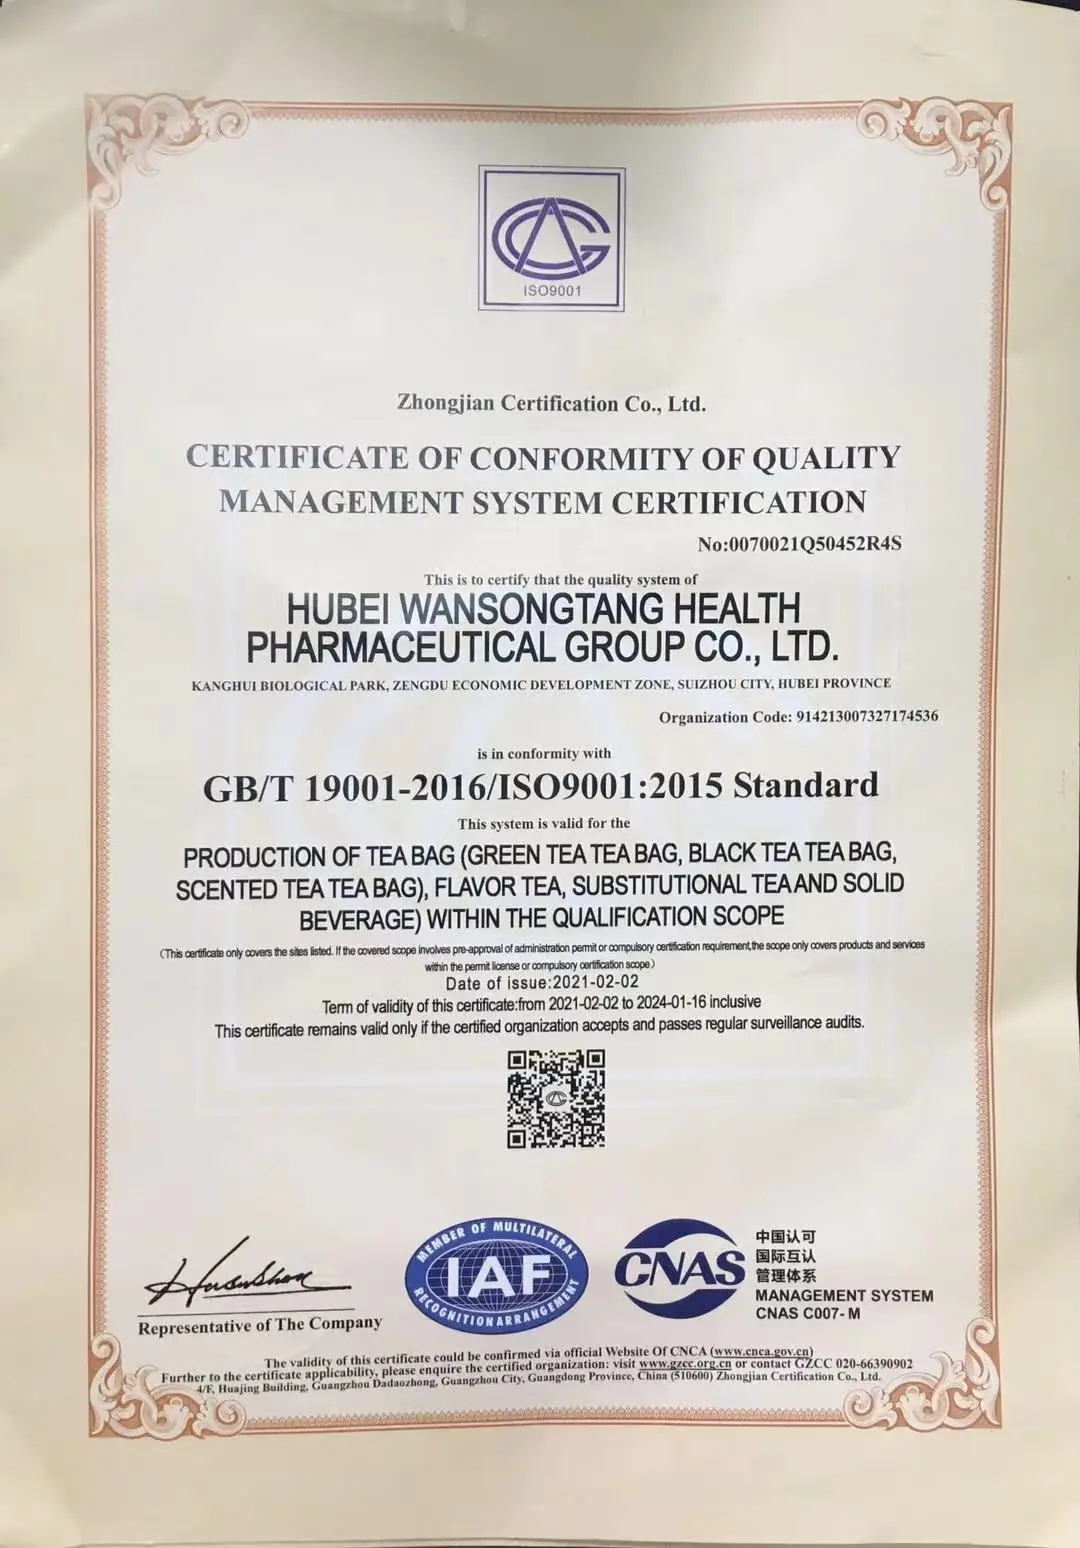 ISO9001
Zhongjian Certification Co., Ltd.
CERTIFICATE OF CONFORMITY OF QUALITY
MANAGEMENT SYSTEM CERTIFICATION
No:0070021Q50452R4S
This is to certify that the quality system of
HUBEI WANSONGTANG HEALTH
PHARMACEUTICAL GROUP CO., LTD.
KANGHUI BIOLOGICAL PARK, ZENGDU ECONOMIC DEVELOPMENT ZONE, SUIZHOU CITY, HUBEI PROVINCE
Organization Code: 914213007327174536
is in conformity with
GB/T 19001-2016/ISO9001:2015 Standard
This system is valid for the
PRODUCTION OF TEA BAG (GREEN TEA TEA BAG, BLACK TEA TEA BAG,
SCENTED TEA TEA BAG), FLAVOR TEA, SUBSTITUTIONAL TEA AND SOLID
BEVERAGE) WITHIN THE QUALIFICATION SCOPE
(This certificate only covers the sites listed. If the covered scope involves pre-approval of administration permit or compulsory certification requirement,the scope only covers products and services
within the permit license or compulsory certification scope)
Date of issue:2021-02-02
Term of validity of this certificate:from 2021-02-02 to 2024-01-16 inclusive
This certificate remains valid only if the certified organization accepts and passes regular surveillance audits.
Representative of The Company
MEMBER OF MULTILATERAL
IAF
RECOGNITION ARRANGEMENT
CNAS
中国认可
国际互认
管理体系
MANAGEMENT SYSTEM
CNAS C007-M
The validity of this certificate could be confirmed via official Website Of CNCA (www.cnca.gov.cn)
Further to the certificate applicability, please enquire the certified organization: visit www.gzcc.org.cn or contact GZCC 020-66390902
4/F, Huajing Building, Guangzhou Dadaozhong, Guangzhou City, Guangdong Province, China (510600) Zhongjian Certification Co., Ltd.